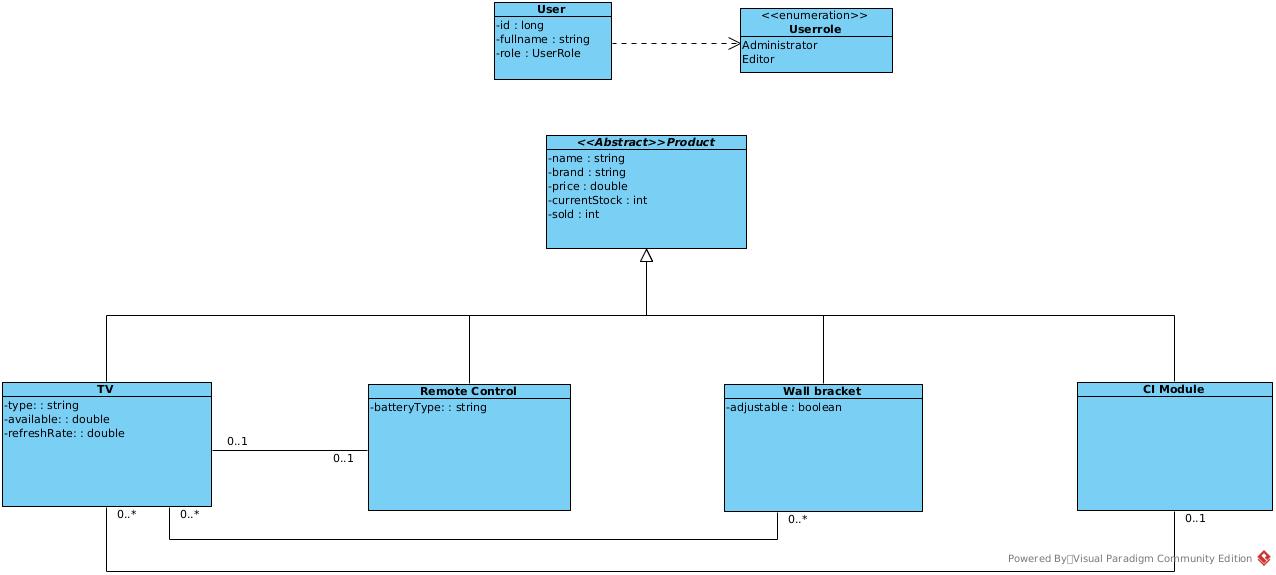 User
-id : long
-fullname : string
-role : UserRole
<<enumeration>>
Userrole
Administrator
Editor
<<Abstract>>Product
-name : string
-brand : string
-price : double
-currentStock : int
-sold : int
TV
-type: : string
-available: : double
-refreshRate: : double
Remote Control
-batteryType: : string
Wall bracket
-adjustable : boolean
CI Module
0..1
0..1
0..*
0..*
0..*
0..1
Powered By Visual Paradigm Community Edition